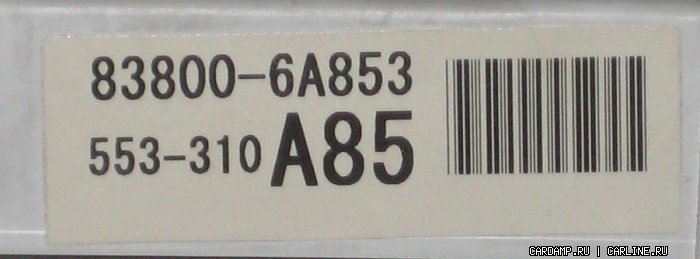 83800-6A853
553-310 A85
CARDAMP.RU | CARLINE.RU